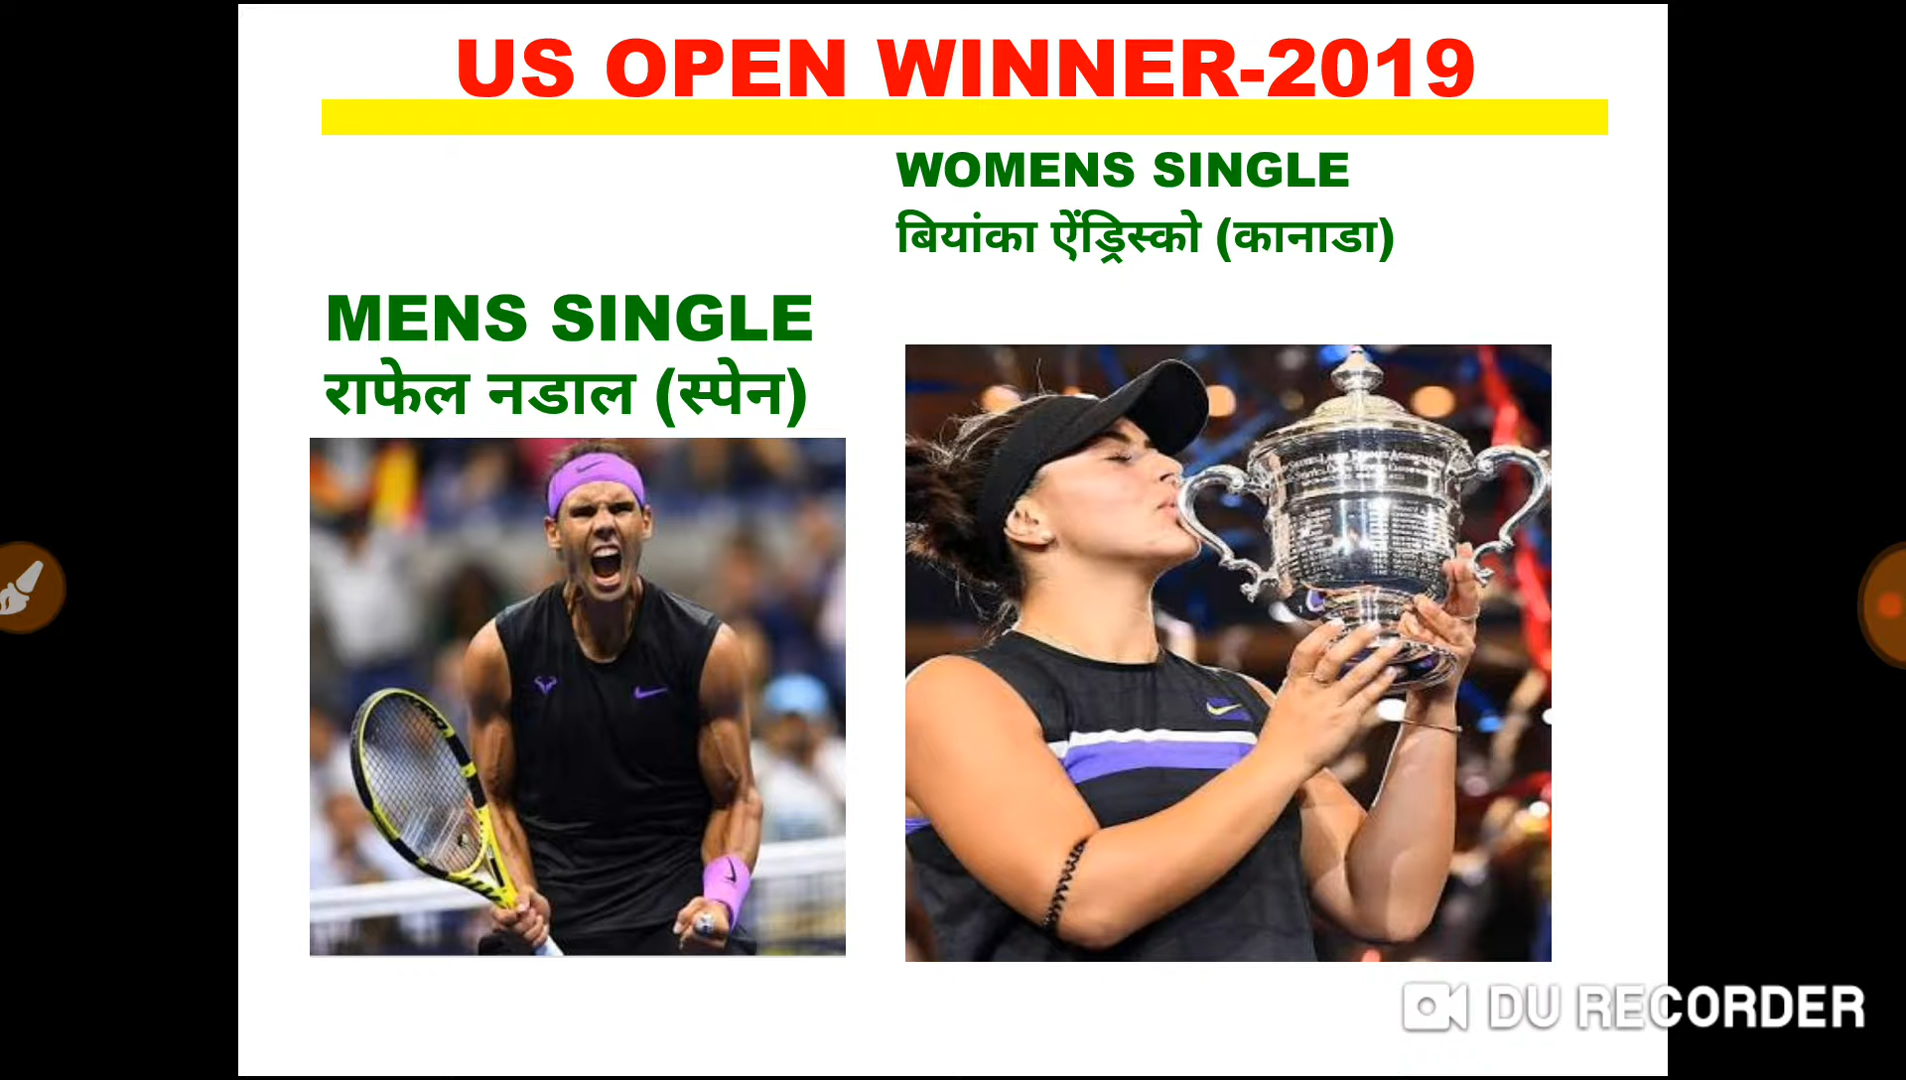 US OPEN WINNER-2019
WOMENS SINGLE
बियांका ऐंड्रिस्को (कानाडा)
MENS SINGLE
राफेल नडाल (स्पेन)
DU RECORDER